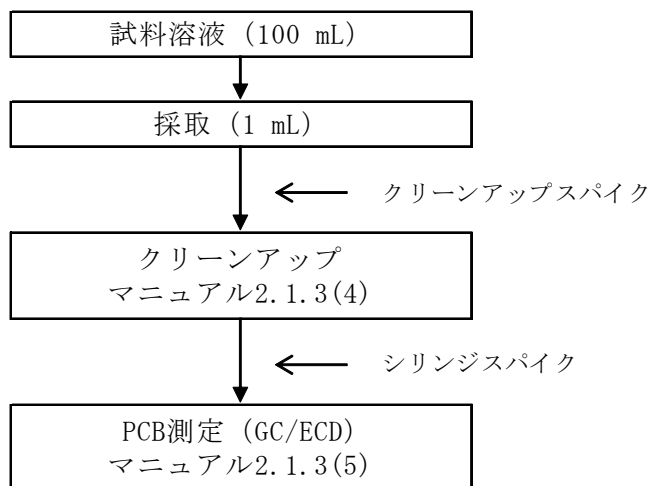 試料溶液 (100 mL)
採取 (1 mL)
クリーンアップスパイク
クリーンアップ
マニュアル2.1.3(4)
シリンジスパイク
PCB測定 (GC/ECD)
マニュアル2.1.3(5)